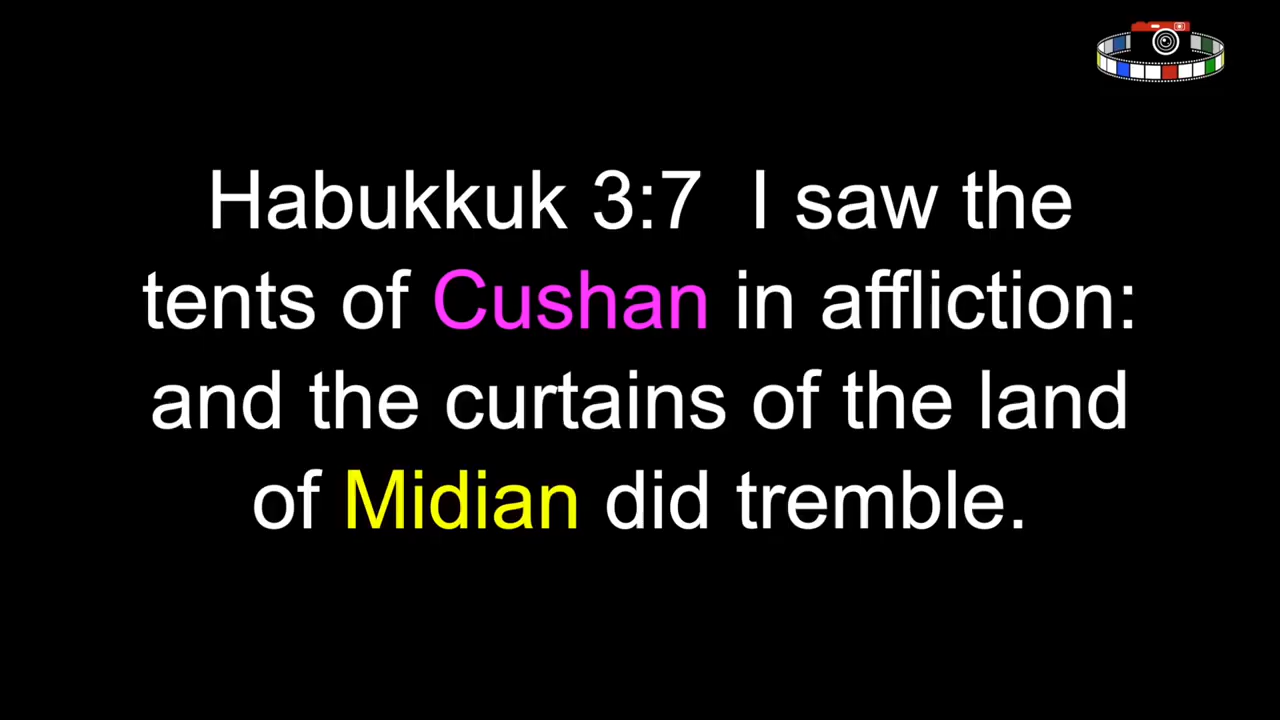 Habukkuk 3:7  I saw the
tents of Cushan in affliction:
and the curtains of the land
of Midian did tremble.